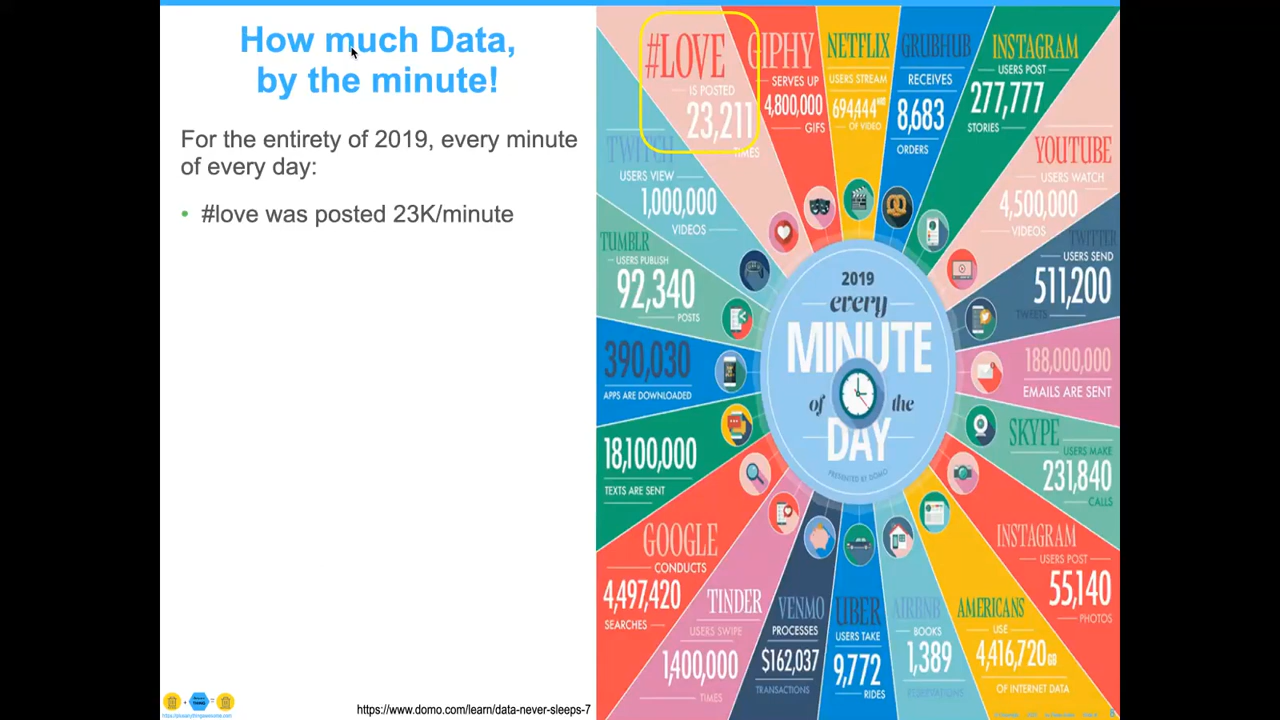 How much Data,
by the minute!
For the entirety of 2019, every minute
of every day:
• #love was posted 23K/minute
https://www.domo.com/learn/data-never-sleeps-7
#LOVE
IS POSTED
23,211
TIMES
GIPHY
SERVES UP
4,800,000
GIFS
NETFLIX
USERS STREAM
694,444
OF VIDEO
GRUBHUB
RECEIVES
8,683
ORDERS
INSTAGRAM
USERS POST
277,777
STORIES
YOUTUBE
USERS WATCH
4,500,000
VIDEOS
TWITTER
USERS SEND
511,200
TWEETS
188,000,000
EMAILS ARE SENT
SKYPE
USERS MAKE
231,840
CALLS
INSTAGRAM
USERS POST
55,140
PHOTOS
AMERICANS
USE
4,416,720 GB
OF INTERNET DATA
AIRBNB
BOOKS
1,389
RESERVATIONS
UBER
USERS TAKE
9,772
RIDES
VENMO
PROCESSES
$162,037
TRANSACTIONS
TINDER
USERS SWIPE
1,400,000
TIMES
GOOGLE
CONDUCTS
4,497,420
SEARCHES
18,100,000
TEXTS ARE SENT
390,030
APPS ARE DOWNLOADED
TUMBLR
USERS PUBLISH
92,340
POSTS
TWITCH
USERS VIEW
1,000,000
VIDEOS
2019
every
MINUTE
of the
DAY
PRESENTED BY DOMO